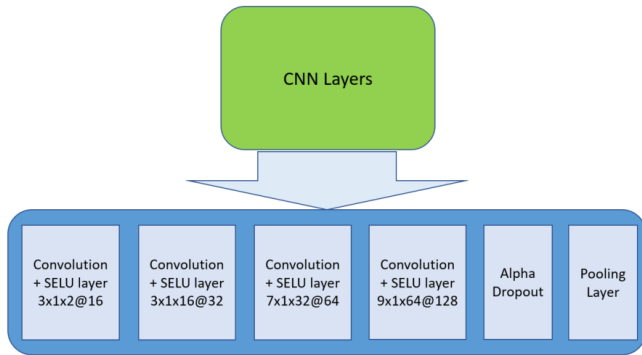 CNN Layers
Convolution
+ SELU layer
3x1x2@16
Convolution
+ SELU layer
3x1x16@32
Convolution
+ SELU layer
7x1x32@64
Convolution
+ SELU layer
9x1x64@128
Alpha
Dropout
Pooling
Layer